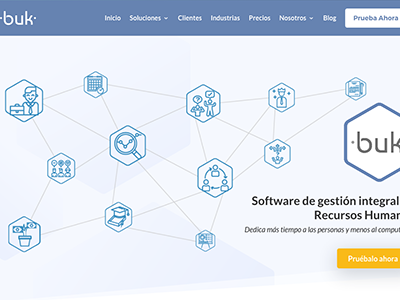 ·buk·
Inicio Soluciones Clientes Industrias Precios Nosotros Blog Prueba Ahora
·buk
Software de gestión integral
Recursos Human
Dedica más tiempo a las personas y menos al comput
Pruébalo ahora